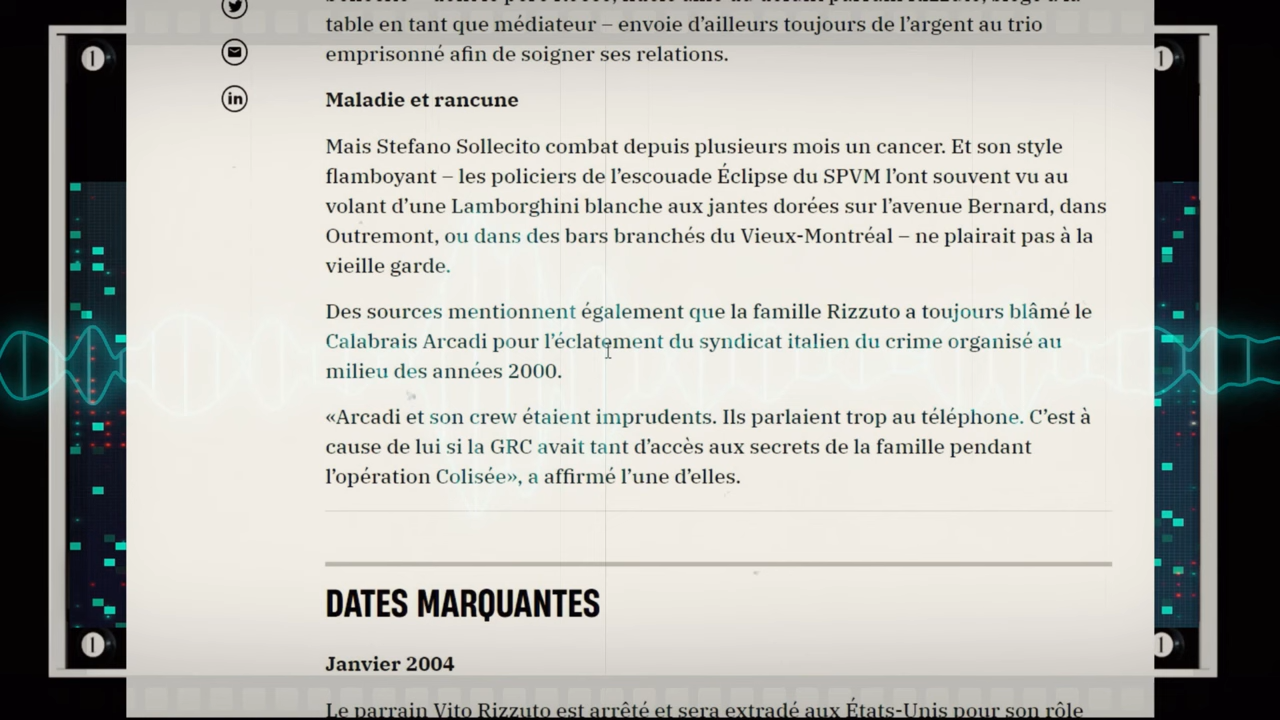 table en tant que médiateur – envoie d’ailleurs toujours de l’argent au trio
emprisonné afin de soigner ses relations.
Maladie et rancune
Mais Stefano Sollecito combat depuis plusieurs mois un cancer. Et son style
flamboyant – les policiers de l’escouade Éclipse du SPVM l’ont souvent vu au
volant d’une Lamborghini blanche aux jantes dorées sur l’avenue Bernard, dans
Outremont, ou dans des bars branchés du Vieux-Montréal – ne plairait pas à la
vieille garde.
Des sources mentionnent également que la famille Rizzuto a toujours blâmé le
Calabrais Arcadi pour l’éclatement du syndicat italien du crime organisé au
milieu des années 2000.
«Arcadi et son crew étaient imprudents. Ils parlaient trop au téléphone. C’est à
cause de lui si la GRC avait tant d’accès aux secrets de la famille pendant
l’opération Colisée», a affirmé l’une d’elles.
DATES MARQUANTES
Janvier 2004
Le parrain Vito Rizzuto est arrêté et sera extradé aux États-Unis pour son rôle